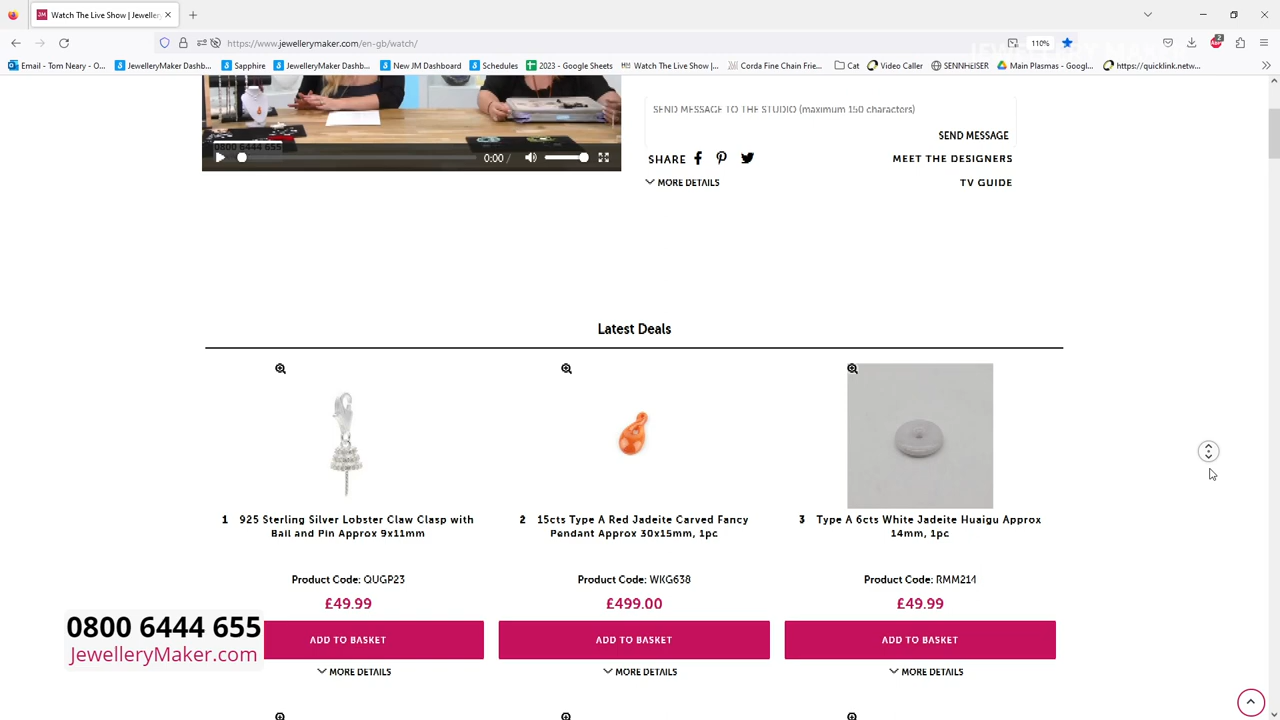 Watch The Live Show | Jeweller
https://www.jewellerymaker.com/en-gb/watch/
110%
2
Email - Tom Neary - O...
JewelleryMaker Dashb...
Sapphire
JewelleryMaker Dashb...
New JM Dashboard
Schedules
2023 - Google Sheets
Watch The Live Show |...
Corda Fine Chain Frie...
Cat
Video Caller
SENNHEISER
Main Plasmas - Googl...
https://quicklink.netw...
SEND MESSAGE TO THE STUDIO (maximum 150 characters)
SEND MESSAGE
0800 6444 655
0:00 /
SHARE
MEET THE DESIGNERS
MORE DETAILS
TV GUIDE
Latest Deals
1 925 Sterling Silver Lobster Claw Clasp with
Bail and Pin Approx 9x11mm
Product Code: QUGP23
£49.99
ADD TO BASKET
MORE DETAILS
2 15cts Type A Red Jadeite Carved Fancy
Pendant Approx 30x15mm, 1pc
Product Code: WKG638
£499.00
ADD TO BASKET
MORE DETAILS
3 Type A 6cts White Jadeite Huaigu Approx
14mm, 1pc
Product Code: RMM214
£49.99
ADD TO BASKET
MORE DETAILS
0800 6444 655
JewelleryMaker.com